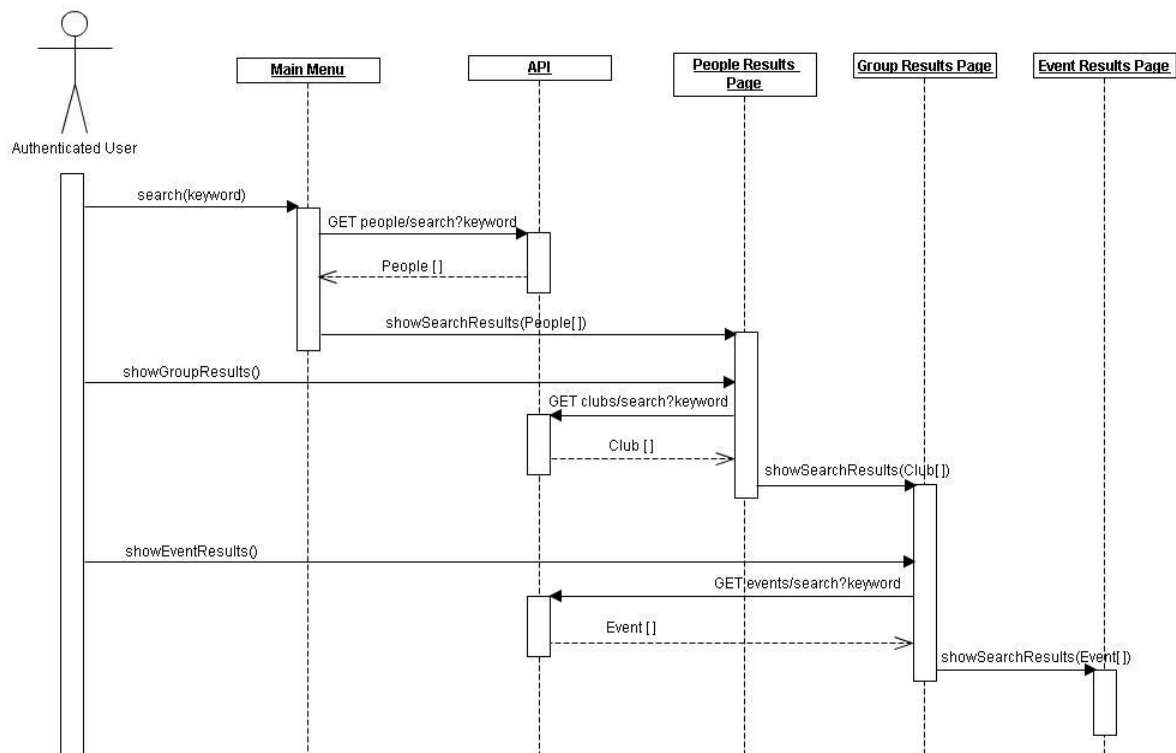 Authenticated User
Main Menu
API
People Results
Page
Group Results Page
Event Results Page
search(keyword)
GET people/search?keyword
People [ ]
showSearchResults(People[])
showGroupResults()
GET clubs/search?keyword
Club [ ]
showSearchResults(Club[])
showEventResults()
GET events/search?keyword
Event [ ]
showSearchResults(Event[])